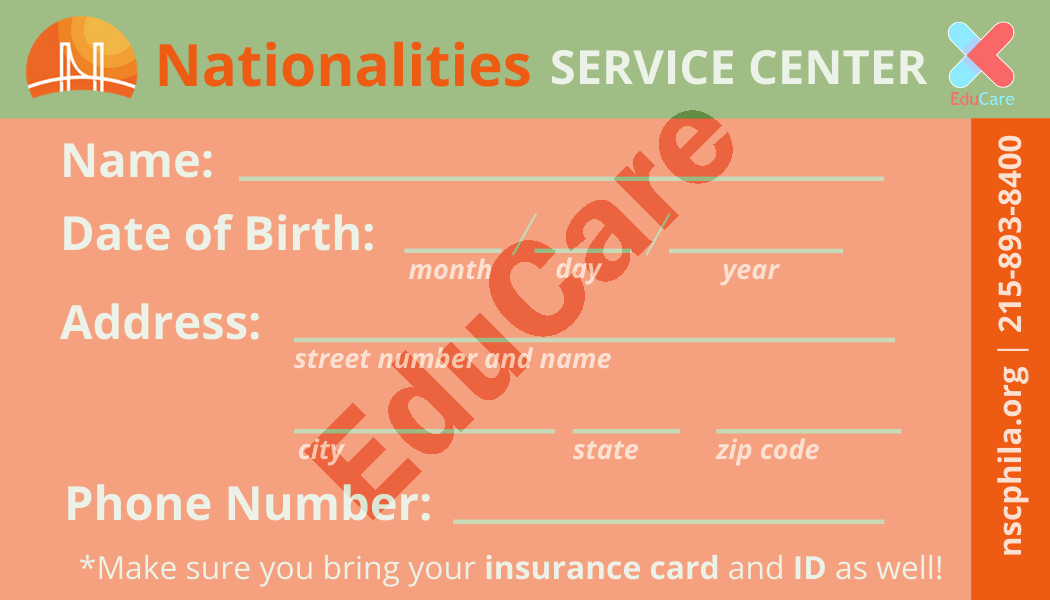 Nationalities SERVICE CENTER
EduCare
Name:
Date of Birth:
month day year
Address:
street number and name
city state zip code
Phone Number:
*Make sure you bring your insurance card and ID as well!
nscphila.org | 215-893-8400
EduCare